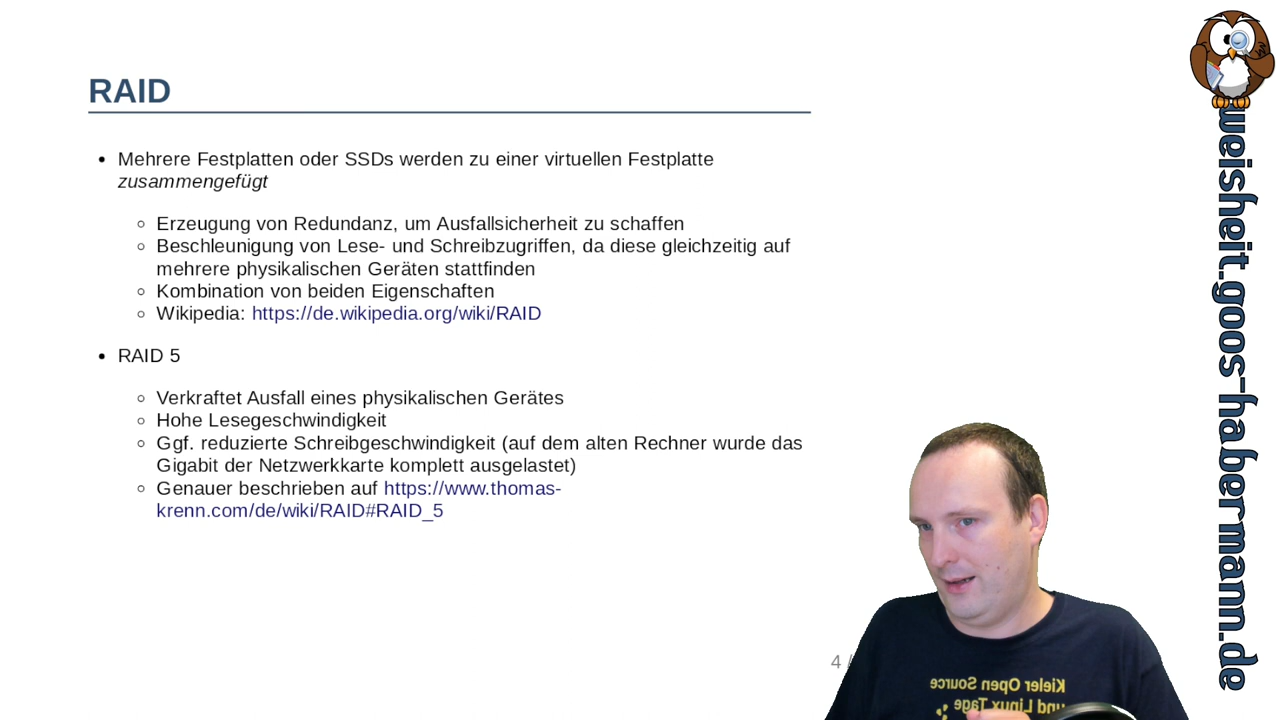 RAID
Mehrere Festplatten oder SSDs werden zu einer virtuellen Festplatte
zusammengefügt
Erzeugung von Redundanz, um Ausfallsicherheit zu schaffen
Beschleunigung von Lese- und Schreibzugriffen, da diese gleichzeitig auf
mehrere physikalischen Geräten stattfinden
Kombination von beiden Eigenschaften
Wikipedia: https://de.wikipedia.org/wiki/RAID
RAID 5
Verkraftet Ausfall eines physikalischen Gerätes
Hohe Lesegeschwindigkeit
Ggf. reduzierte Schreibgeschwindigkeit (auf dem alten Rechner wurde das
Gigabit der Netzwerkkarte komplett ausgelastet)
Genauer beschrieben auf https://www.thomas-
krenn.com/de/wiki/RAID#RAID_5
4 /
Kieler Open Source
und Linux Tage
weisheit.goos-habermann.de